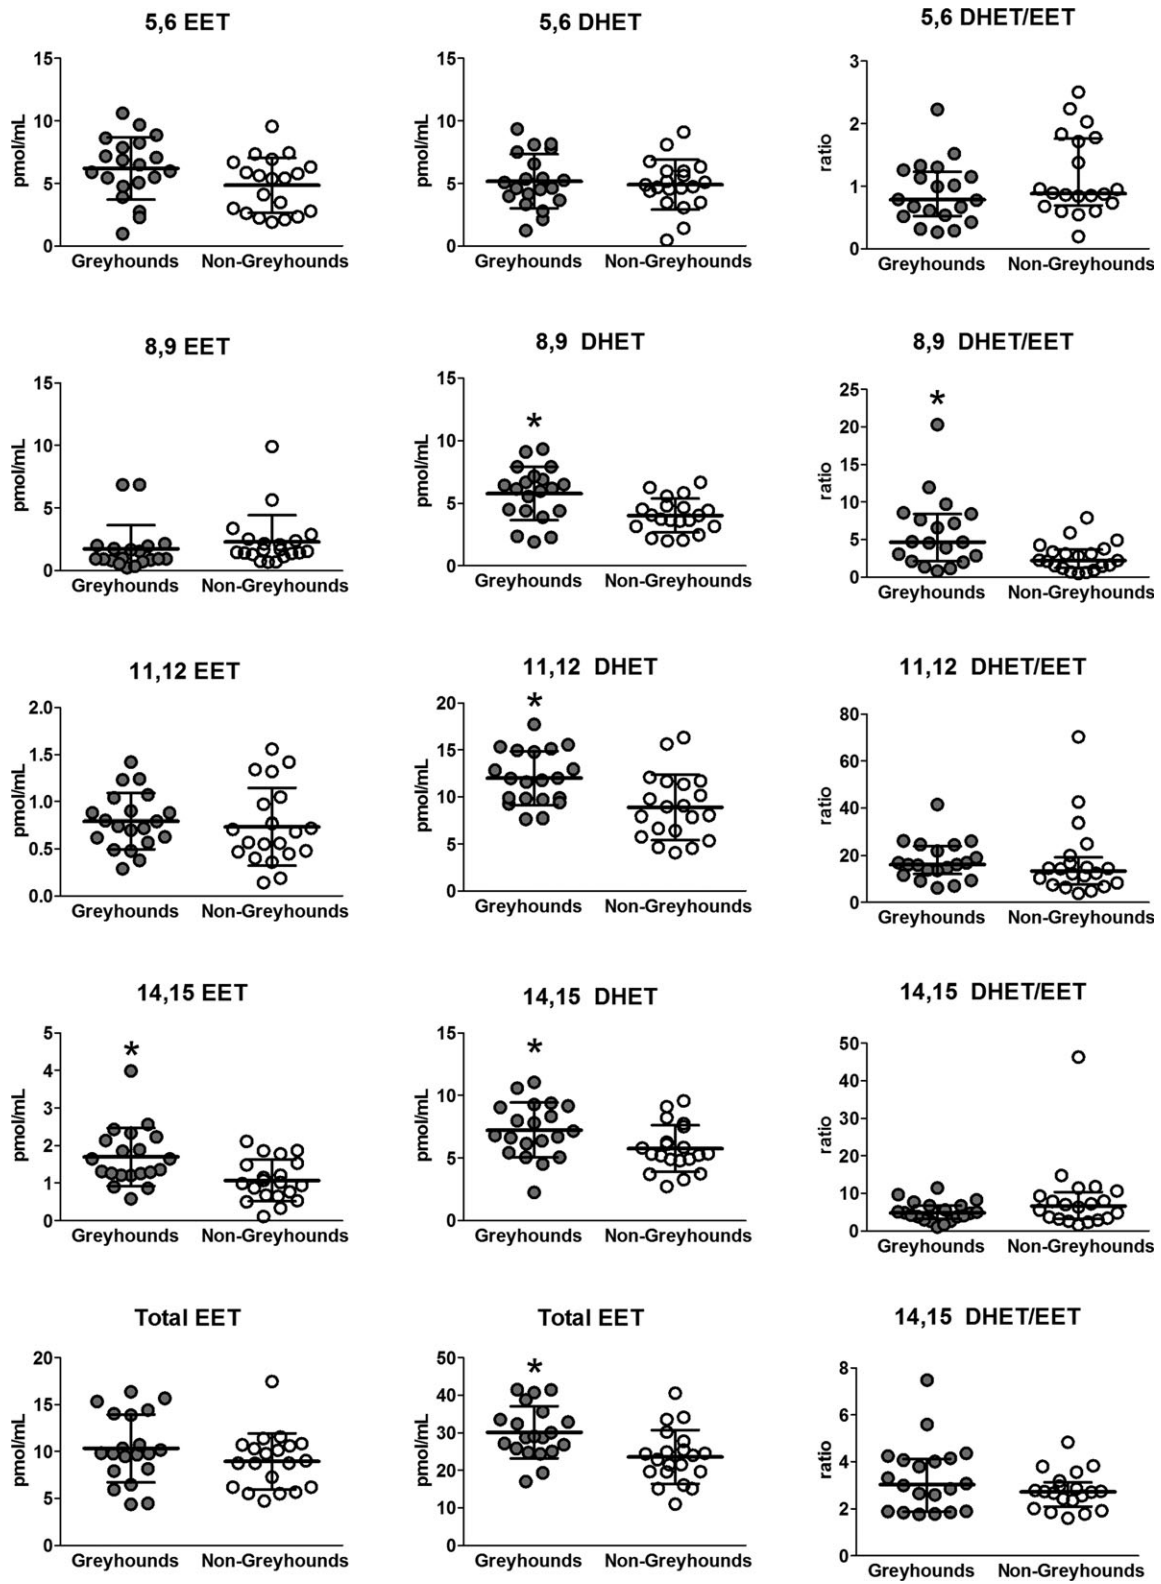 5,6 EET
5,6 DHET
5,6 DHET/EET
15
10
5
0
pmol/mL
Greyhounds Non-Greyhounds
15
10
5
0
pmol/mL
Greyhounds Non-Greyhounds
3
2
1
0
ratio
Greyhounds Non-Greyhounds
8,9 EET
8,9 DHET
8,9 DHET/EET
15
10
5
0
pmol/mL
Greyhounds Non-Greyhounds
15
10
5
0
pmol/mL
*
Greyhounds Non-Greyhounds
25
20
15
10
5
0
ratio
*
Greyhounds Non-Greyhounds
11,12 EET
11,12 DHET
11,12 DHET/EET
2.0
1.5
1.0
0.5
0.0
pmol/mL
Greyhounds Non-Greyhounds
20
15
10
5
0
pmol/mL
*
Greyhounds Non-Greyhounds
80
60
40
20
0
ratio
Greyhounds Non-Greyhounds
14,15 EET
14,15 DHET
14,15 DHET/EET
5
4
3
2
1
0
pmol/mL
*
Greyhounds Non-Greyhounds
15
10
5
0
pmol/mL
*
Greyhounds Non-Greyhounds
50
40
30
20
10
0
ratio
Greyhounds Non-Greyhounds
Total EET
Total EET
14,15 DHET/EET
20
15
10
5
0
pmol/mL
Greyhounds Non-Greyhounds
50
40
30
20
10
0
pmol/mL
*
Greyhounds Non-Greyhounds
8
6
4
2
0
ratio
Greyhounds Non-Greyhounds